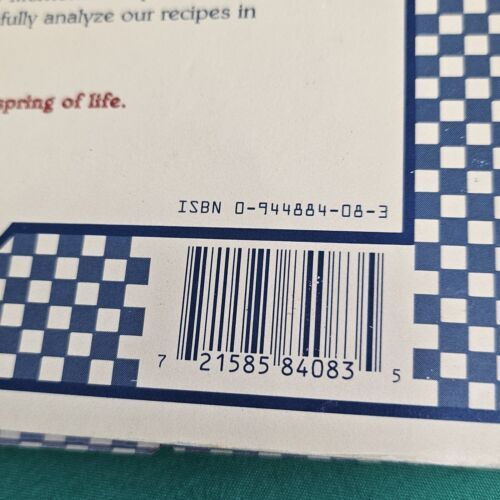 fully analyze our recipes in
spring of life.
ISBN 0-944884-08-3
7 21585 84083 5